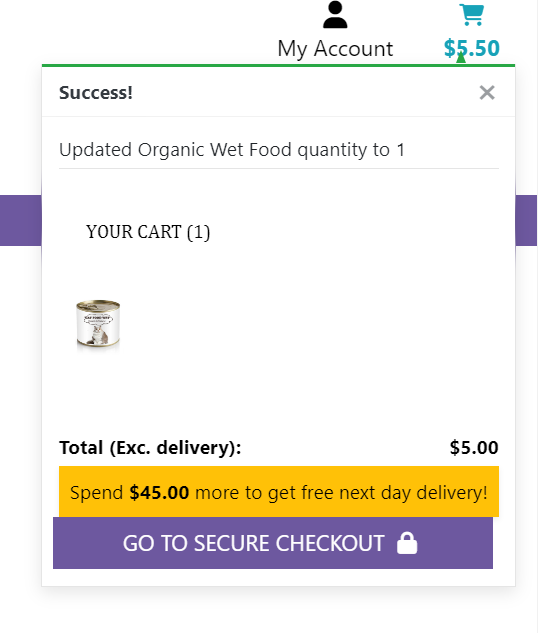 My Account
$5.50
Success!
Updated Organic Wet Food quantity to 1
YOUR CART (1)
Total (Exc. delivery): $5.00
Spend $45.00 more to get free next day delivery!
GO TO SECURE CHECKOUT